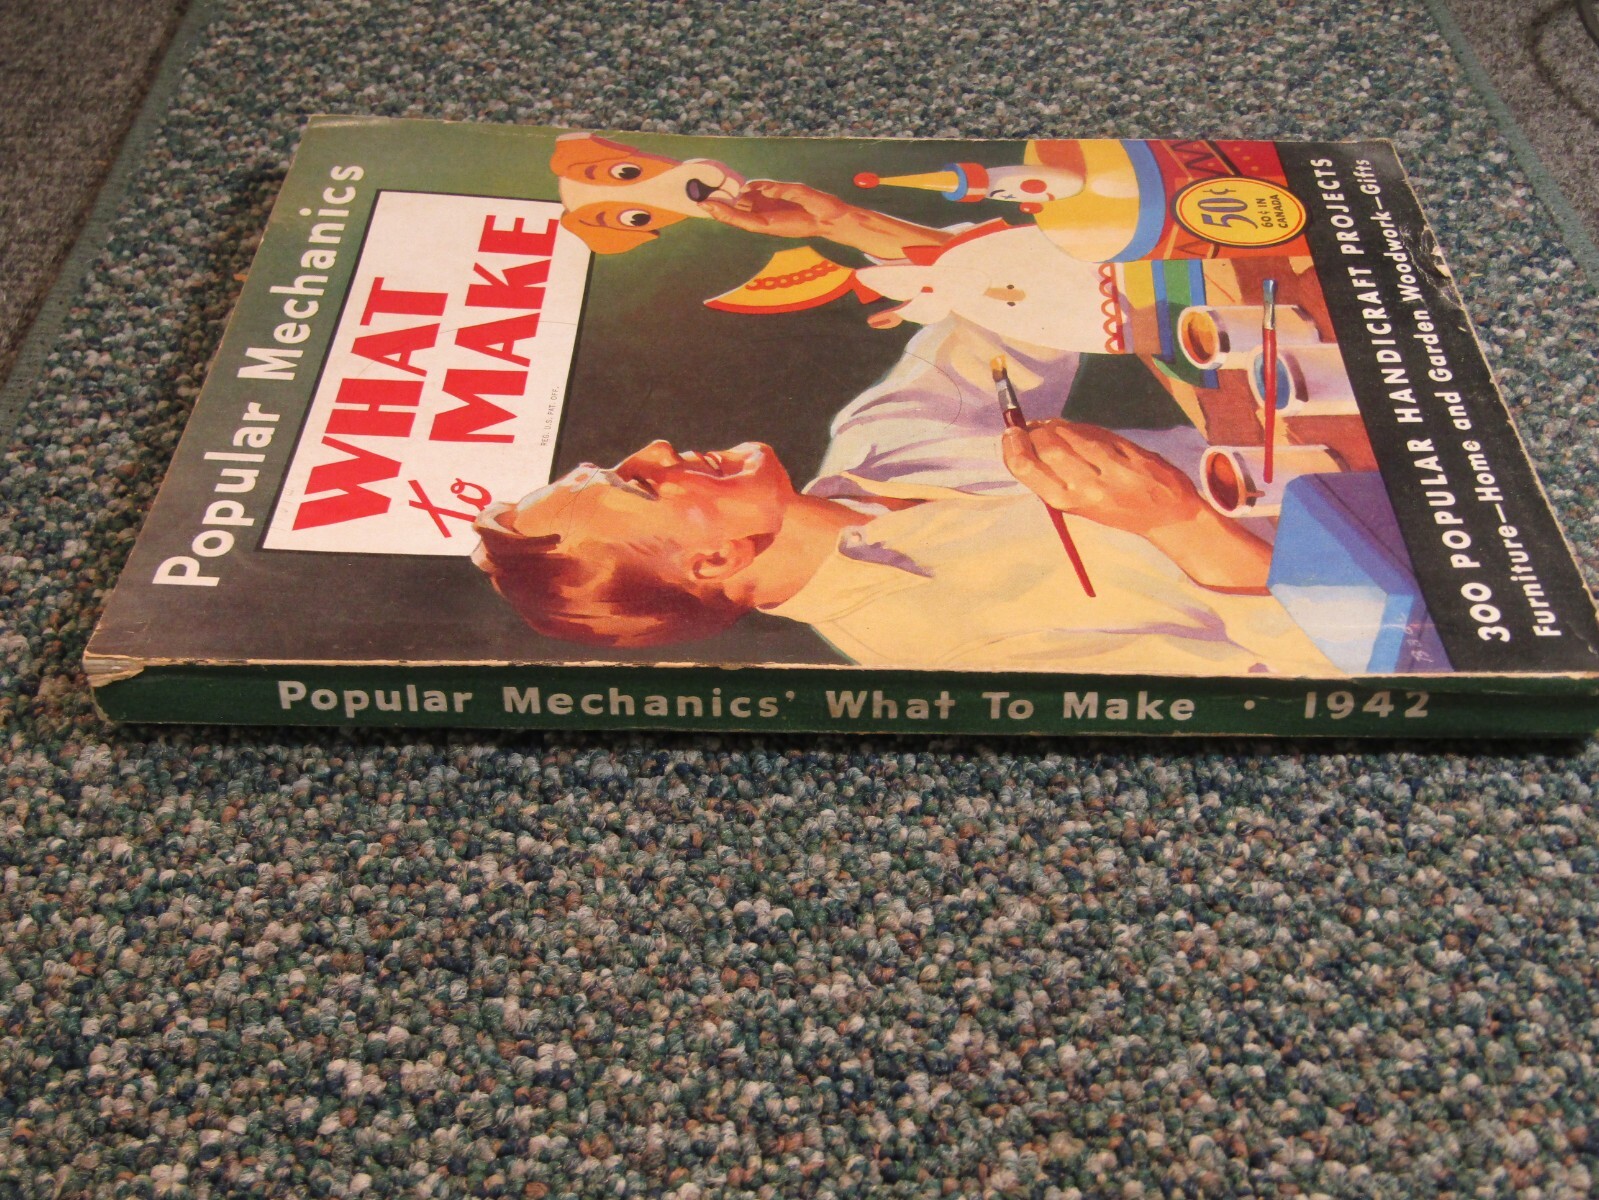 Popular Mechanics
WHAT
to MAKE
REG. U.S. PAT. OFF.
50¢
60¢ IN
CANADA
300 POPULAR HANDICRAFT PROJECTS
Furniture—Home and Garden Woodwork—Gifts
Popular Mechanics' What To Make · 1942